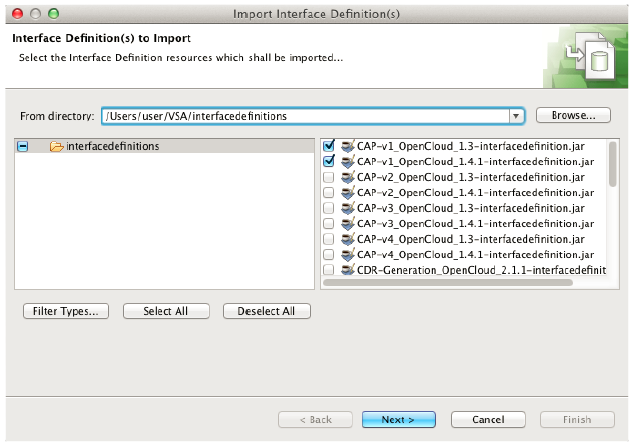 Import Interface Definition(s)
Interface Definition(s) to Import
Select the Interface Definition resources which shall be imported...
From directory: /Users/user/VSA/interfacedefinitions Browse...
interfacedefinitions
CAP-v1_OpenCloud_1.3-interfacedefinition.jar
CAP-v1_OpenCloud_1.4.1-interfacedefinition.jar
CAP-v2_OpenCloud_1.3-interfacedefinition.jar
CAP-v2_OpenCloud_1.4.1-interfacedefinition.jar
CAP-v3_OpenCloud_1.3-interfacedefinition.jar
CAP-v3_OpenCloud_1.4.1-interfacedefinition.jar
CAP-v4_OpenCloud_1.3-interfacedefinition.jar
CAP-v4_OpenCloud_1.4.1-interfacedefinition.jar
CDR-Generation_OpenCloud_2.1.1-interfacedefinit
Filter Types... Select All Deselect All
< Back Next > Cancel Finish